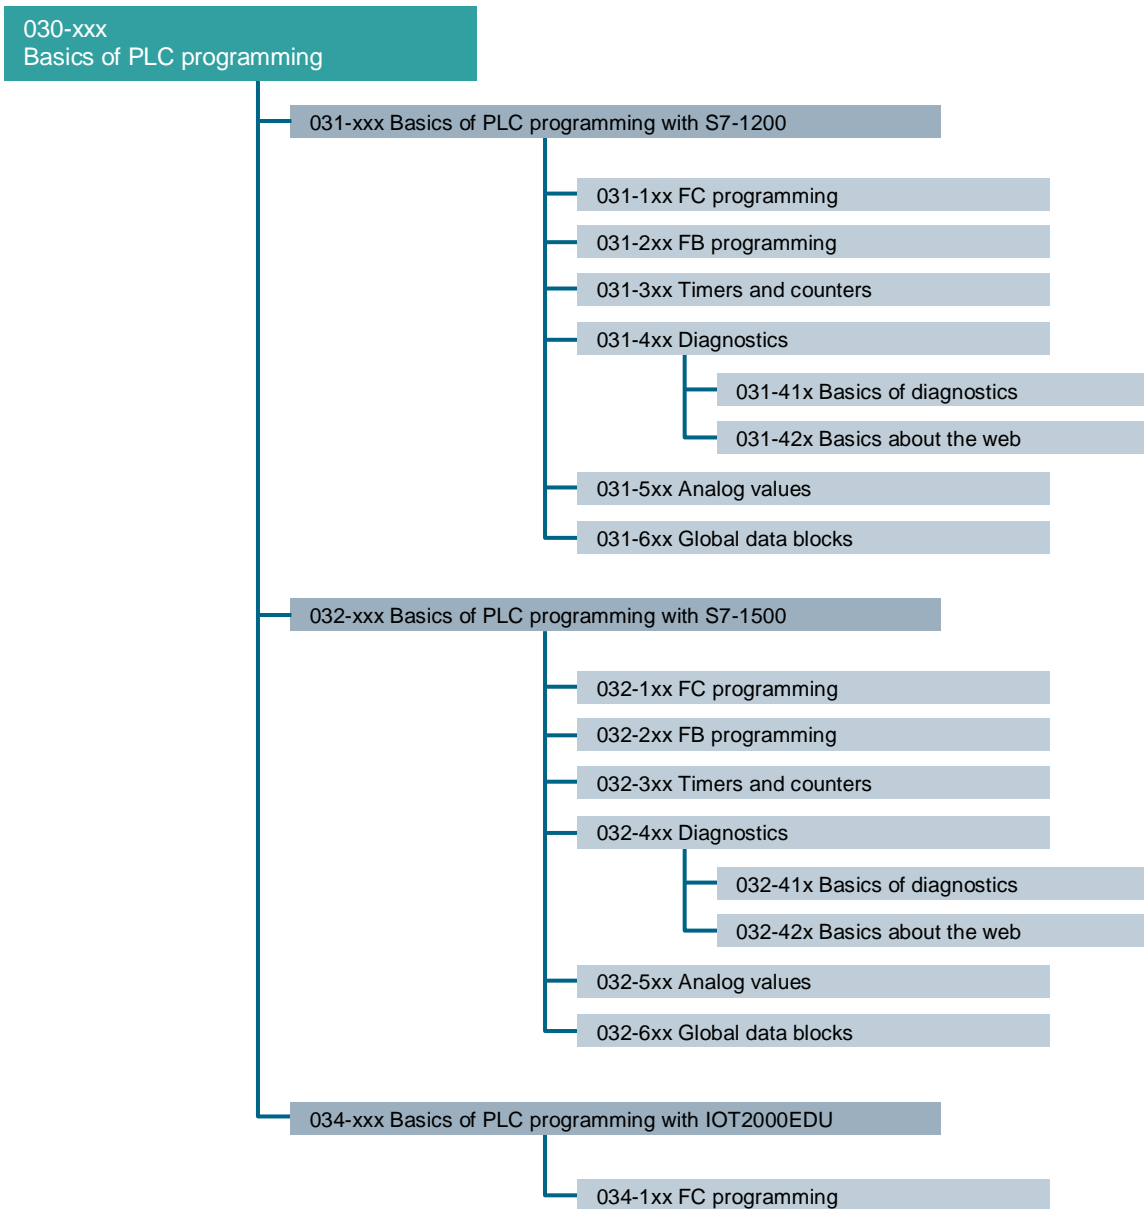 030-xxx
Basics of PLC programming
031-xxx Basics of PLC programming with S7-1200
031-1xx FC programming
031-2xx FB programming
031-3xx Timers and counters
031-4xx Diagnostics
031-41x Basics of diagnostics
031-42x Basics about the web
031-5xx Analog values
031-6xx Global data blocks
032-xxx Basics of PLC programming with S7-1500
032-1xx FC programming
032-2xx FB programming
032-3xx Timers and counters
032-4xx Diagnostics
032-41x Basics of diagnostics
032-42x Basics about the web
032-5xx Analog values
032-6xx Global data blocks
034-xxx Basics of PLC programming with IOT2000EDU
034-1xx FC programming